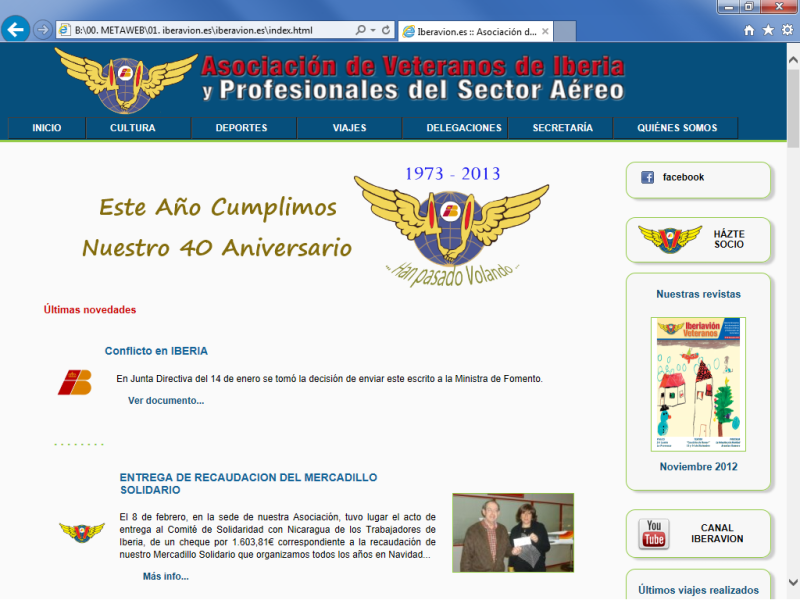 B:\00. METAWEB\01. iberavion.es\iberavion.es\index.html
Iberavion.es :: Asociación d...
Asociación de Veteranos de Iberia
y Profesionales del Sector Aéreo
INICIO
CULTURA
DEPORTES
VIAJES
DELEGACIONES
SECRETARÍA
QUIÉNES SOMOS
1973 - 2013
Este Año Cumplimos
Nuestro 40 Aniversario
Han pasado Volando
facebook
HÁZTE
SOCIO
Nuestras revistas
Iberiavión
Veteranos
Noviembre 2012
Últimas novedades
Conflicto en IBERIA
En Junta Directiva del 14 de enero se tomó la decisión de enviar este escrito a la Ministra de Fomento.
Ver documento...
ENTREGA DE RECAUDACION DEL MERCADILLO
SOLIDARIO
El 8 de febrero, en la sede de nuestra Asociación, tuvo lugar el acto de
entrega al Comité de Solidaridad con Nicaragua de los Trabajadores de
Iberia, de un cheque por 1.603,81€ correspondiente a la recaudación de
nuestro Mercadillo Solidario que organizamos todos los años en Navidad...
Más info...
You
Tube
CANAL
IBERAVION
Últimos viajes realizados